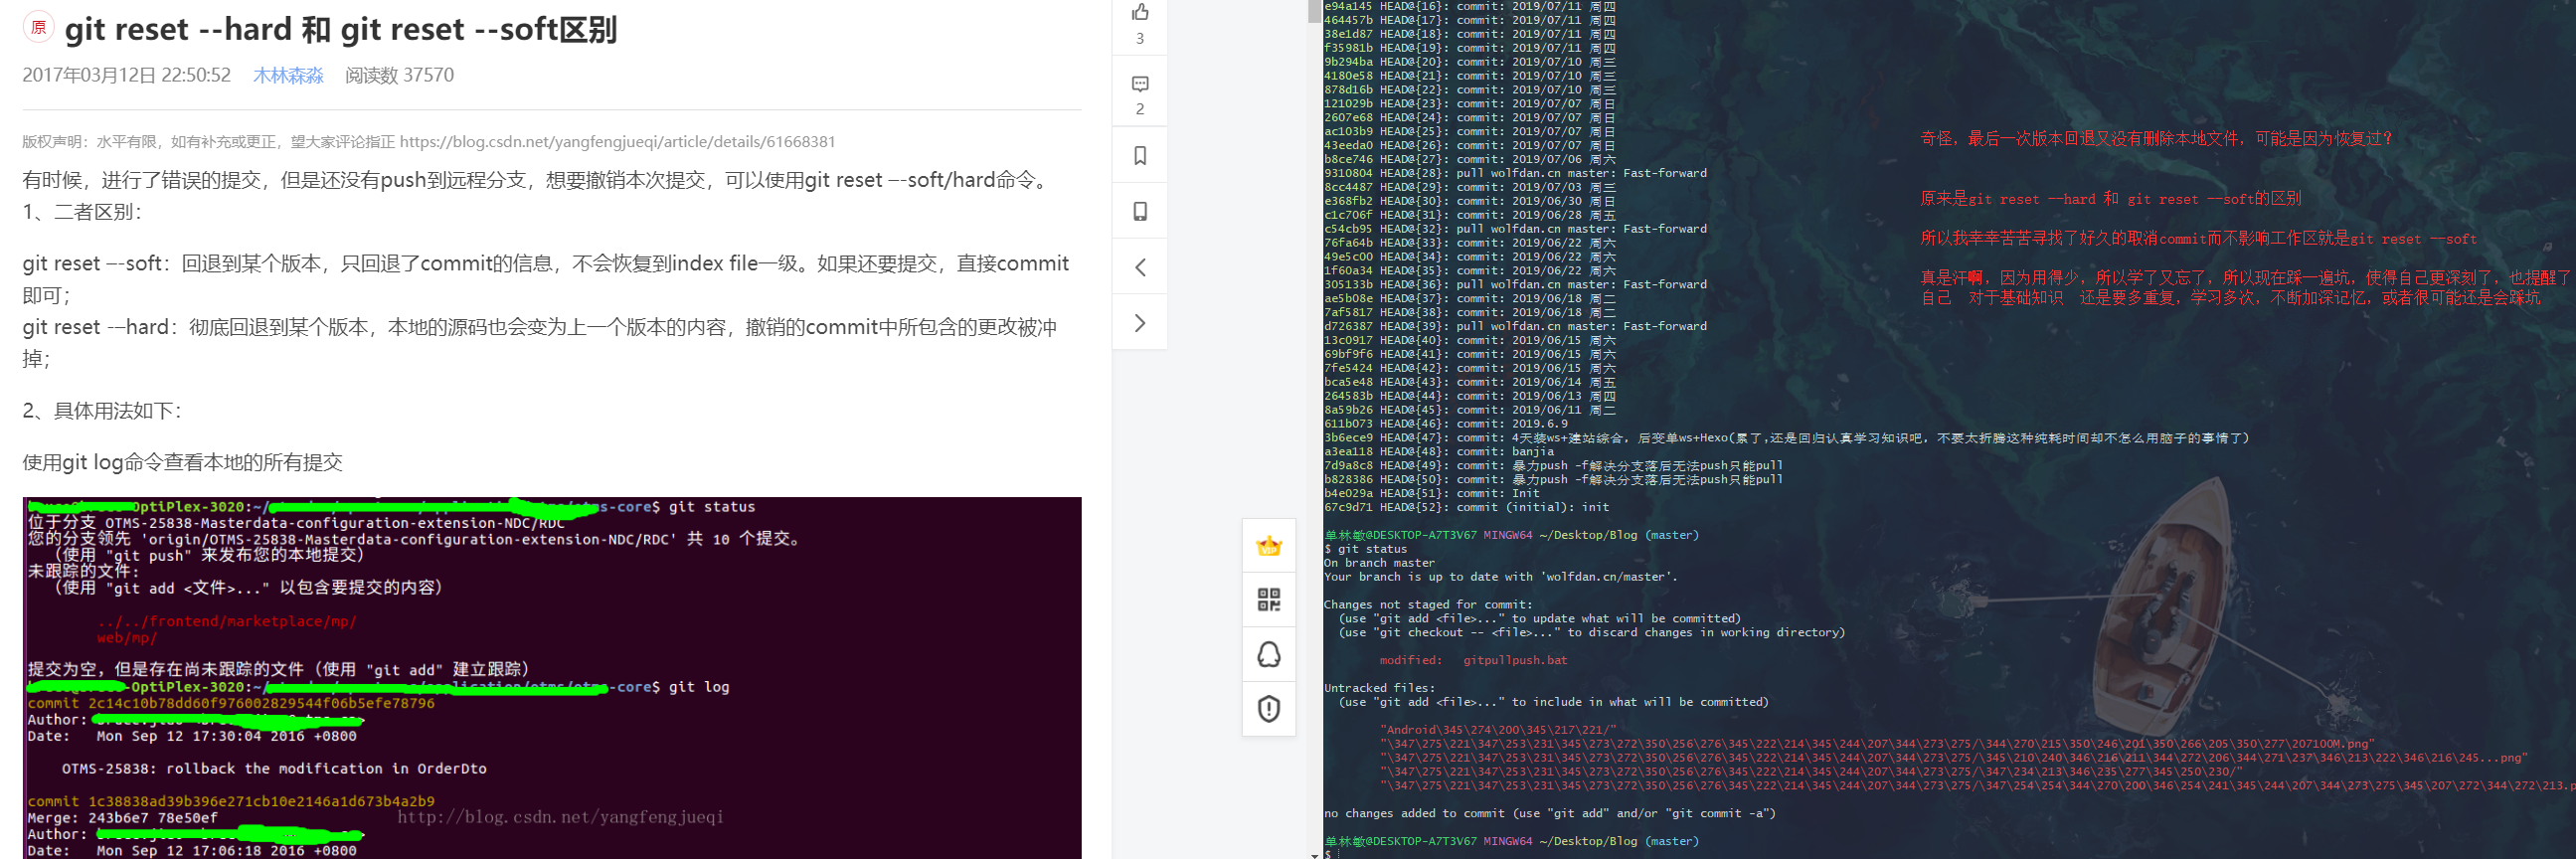 原 git reset --hard 和 git reset --soft区别
2017年03月12日 22:50:52 木林森淼 阅读数 37570
版权声明：水平有限，如有补充或更正，望大家评论指正 https://blog.csdn.net/yangfengjueqi/article/details/61668381
有时候，进行了错误的提交，但是还没有push到远程分支，想要撤销本次提交，可以使用git reset –-soft/hard命令。
1、二者区别：
git reset –-soft：回退到某个版本，只回退了commit的信息，不会恢复到index file一级。如果还要提交，直接commit
即可；
git reset -–hard：彻底回退到某个版本，本地的源码也会变为上一个版本的内容，撤销的commit中所包含的更改被冲
掉；
2、具体用法如下：
使用git log命令查看本地的所有提交
-OptiPlex-3020:~/ -core$ git status
位于分支 OTMS-25838-Masterdata-configuration-extension-NDC/RDC
您的分支领先 'origin/OTMS-25838-Masterdata-configuration-extension-NDC/RDC' 共 10 个提交。
（使用 "git push" 来发布您的本地提交）
未跟踪的文件:
（使用 "git add <文件>..." 以包含要提交的内容）
../../frontend/marketplace/mp/
web/mp/
提交为空，但是存在尚未跟踪的文件（使用 "git add" 建立跟踪）
-OptiPlex-3020:~/ -core$ git log
commit 2c14c10b78dd60f976002829544f06b5efe78796
Author:
Date: Mon Sep 12 17:30:04 2016 +0800
OTMS-25838: rollback the modification in OrderDto
commit 1c38838ad39b396e271cb10e2146a1d673b4a2b9
Merge: 243b6e7 78e50ef
http://blog.csdn.net/yangfengjueqi
Author:
Date: Mon Sep 12 17:06:18 2016 +0800
3
2
VIP
e94a145 HEAD@{16}: commit: 2019/07/11 周四
464457b HEAD@{17}: commit: 2019/07/11 周四
38e1d87 HEAD@{18}: commit: 2019/07/11 周四
f35981b HEAD@{19}: commit: 2019/07/11 周四
9b294ba HEAD@{20}: commit: 2019/07/10 周三
4180e58 HEAD@{21}: commit: 2019/07/10 周三
878d16b HEAD@{22}: commit: 2019/07/10 周三
121029b HEAD@{23}: commit: 2019/07/07 周日
2607e68 HEAD@{24}: commit: 2019/07/07 周日
ac103b9 HEAD@{25}: commit: 2019/07/07 周日
43eeda0 HEAD@{26}: commit: 2019/07/07 周日
b8ce746 HEAD@{27}: commit: 2019/07/06 周六
9310804 HEAD@{28}: pull wolfdan.cn master: Fast-forward
8cc4487 HEAD@{29}: commit: 2019/07/03 周三
e368fb2 HEAD@{30}: commit: 2019/06/30 周日
c1c706f HEAD@{31}: commit: 2019/06/28 周五
c54cb95 HEAD@{32}: pull wolfdan.cn master: Fast-forward
76fa64b HEAD@{33}: commit: 2019/06/22 周六
49e5c00 HEAD@{34}: commit: 2019/06/22 周六
1f60a34 HEAD@{35}: commit: 2019/06/22 周六
305133b HEAD@{36}: pull wolfdan.cn master: Fast-forward
ae5b08e HEAD@{37}: commit: 2019/06/18 周二
7af5817 HEAD@{38}: commit: 2019/06/18 周二
d726387 HEAD@{39}: pull wolfdan.cn master: Fast-forward
13c0917 HEAD@{40}: commit: 2019/06/15 周六
69bf9f6 HEAD@{41}: commit: 2019/06/15 周六
7fe5424 HEAD@{42}: commit: 2019/06/15 周六
bca5e48 HEAD@{43}: commit: 2019/06/14 周五
264583b HEAD@{44}: commit: 2019/06/13 周四
8a59b26 HEAD@{45}: commit: 2019/06/11 周二
611b073 HEAD@{46}: commit: 2019.6.9
3b6ece9 HEAD@{47}: commit: 4天装ws+建站综合，后变单ws+Hexo(累了,还是回归认真学习知识吧，不要太折腾这种纯耗时间却不怎么用脑子的事情了)
a3ea118 HEAD@{48}: commit: banjia
7d9a8c8 HEAD@{49}: commit: 暴力push -f解决分支落后无法push只能pull
b828386 HEAD@{50}: commit: 暴力push -f解决分支落后无法push只能pull
b4e029a HEAD@{51}: commit: Init
67c9d71 HEAD@{52}: commit (initial): init
奇怪，最后一次版本回退又没有删除本地文件，可能是因为恢复过？
原来是git reset --hard 和 git reset --soft的区别
所以我幸幸苦苦寻找了好久的取消commit而不影响工作区就是git reset --soft
真是汗啊，因为用得少，所以学了又忘了，所以现在踩一遍坑，使得自己更深刻了，也提醒了
自己 对于基础知识 还是要多重复，学习多次，不断加深记忆，或者很可能还是会踩坑
单林敏@DESKTOP-A7T3V67 MINGW64 ~/Desktop/Blog (master)
$ git status
On branch master
Your branch is up to date with 'wolfdan.cn/master'.
Changes not staged for commit:
(use "git add <file>..." to update what will be committed)
(use "git checkout -- <file>..." to discard changes in working directory)
modified: gitpullpush.bat
Untracked files:
(use "git add <file>..." to include in what will be committed)
"Android\345\274\200\345\217\221/"
"\347\275\221\347\253\231\345\273\272\350\256\276\345\222\214\345\244\207\344\273\275/\344\270\215\350\246\201\350\266\205\350\277\207100M.png"
"\347\275\221\347\253\231\345\273\272\350\256\276\345\222\214\345\244\207\344\273\275/\345\210\240\346\216\211\344\272\206\344\271\237\346\213\222\346\216\245...png"
"\347\275\221\347\253\231\345\273\272\350\256\276\345\222\214\345\244\207\344\273\275/\347\234\213\346\235\277\345\250\230/"
"\347\275\221\347\253\231\345\273\272\350\256\276\345\222\214\345\244\207\344\273\275/\347\254\254\344\270\200\346\254\241\345\244\207\344\273\275\345\207\272\344\272\213.p
no changes added to commit (use "git add" and/or "git commit -a")
单林敏@DESKTOP-A7T3V67 MINGW64 ~/Desktop/Blog (master)
$